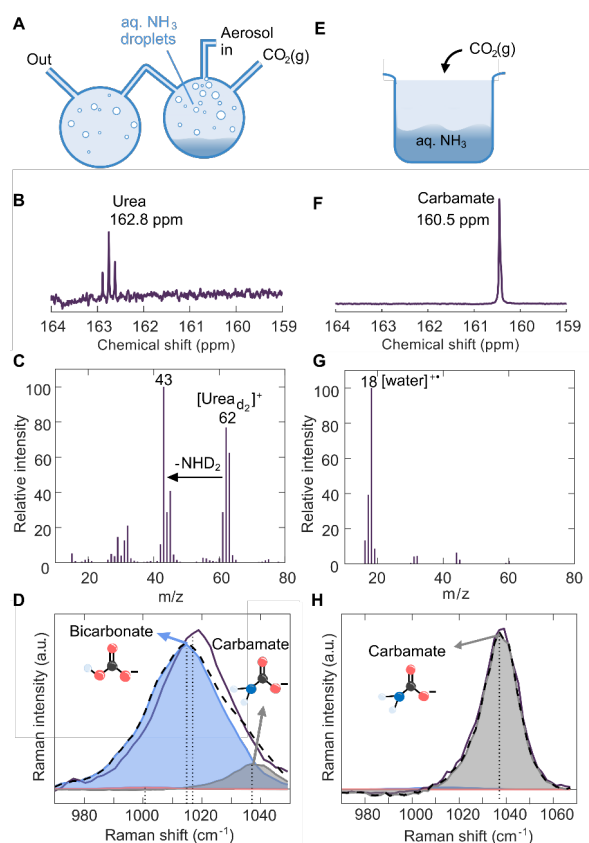 A
aq. NH3
droplets
Aerosol
in
CO2(g)
Out
E
CO2(g)
aq. NH3
B
Urea
162.8 ppm
164 163 162 161 160 159
Chemical shift (ppm)
F
Carbamate
160.5 ppm
164 163 162 161 160 159
Chemical shift (ppm)
C
100
80
60
40
20
0
Relative intensity
43
[Urea d2]+
62
-NHD2
20 40 60 80
m/z
G
100
80
60
40
20
0
Relative intensity
18 [water]+•
20 40 60 80
m/z
D
Bicarbonate
Carbamate
Raman intensity (a.u.)
980 1000 1020 1040
Raman shift (cm-1)
H
Carbamate
Raman intensity (a.u.)
980 1000 1020 1040 1060
Raman shift (cm-1)